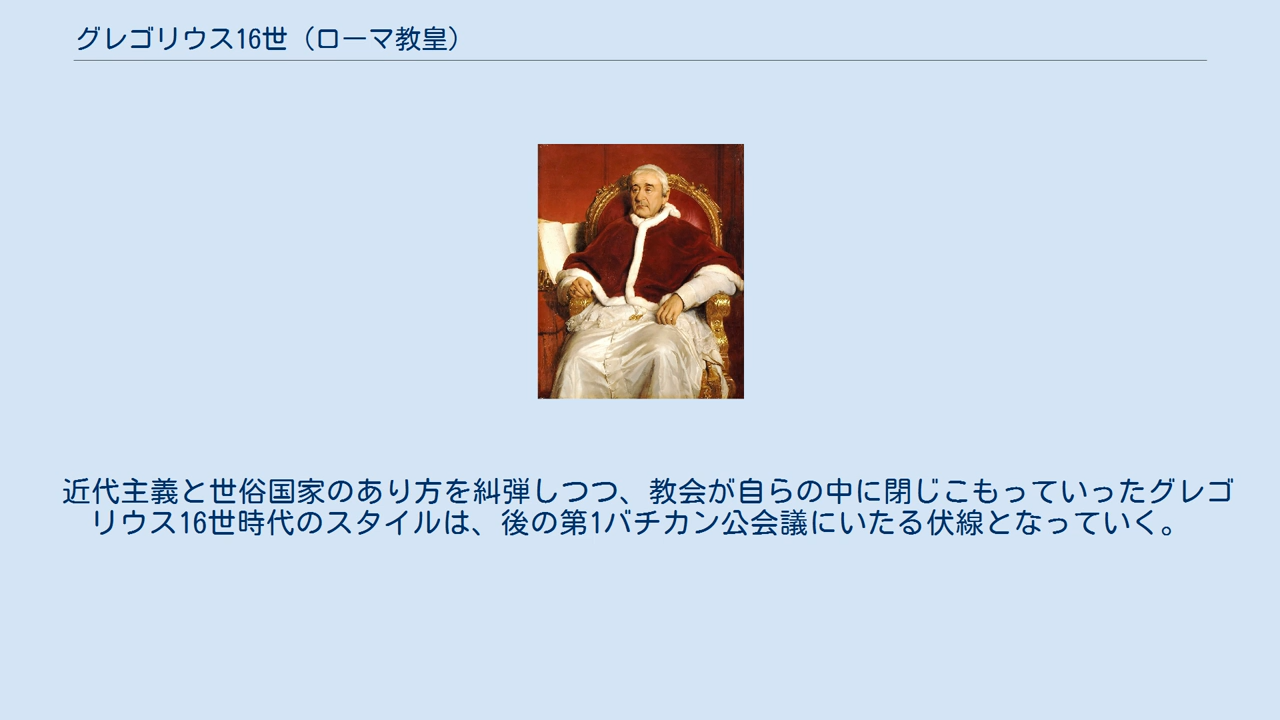 グレゴリウス16世（ローマ教皇）
近代主義と世俗国家のあり方を糾弾しつつ、教会が自らの中に閉じこもっていったグレゴ
リウス16世時代のスタイルは、後の第1バチカン公会議にいたる伏線となっていく。